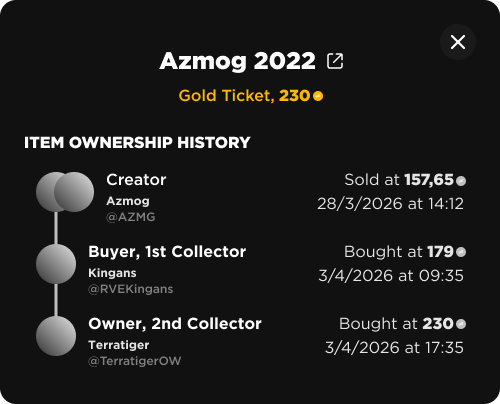 Azmog 2022
Gold Ticket, 230
ITEM OWNERSHIP HISTORY
Creator
Azmog
@AZMG
Sold at 157,65
28/3/2026 at 14:12
Buyer, 1st Collector
Kingans
@RVEKingans
Bought at 179
3/4/2026 at 09:35
Owner, 2nd Collector
Terratiger
@TerratigerOW
Bought at 230
3/4/2026 at 17:35